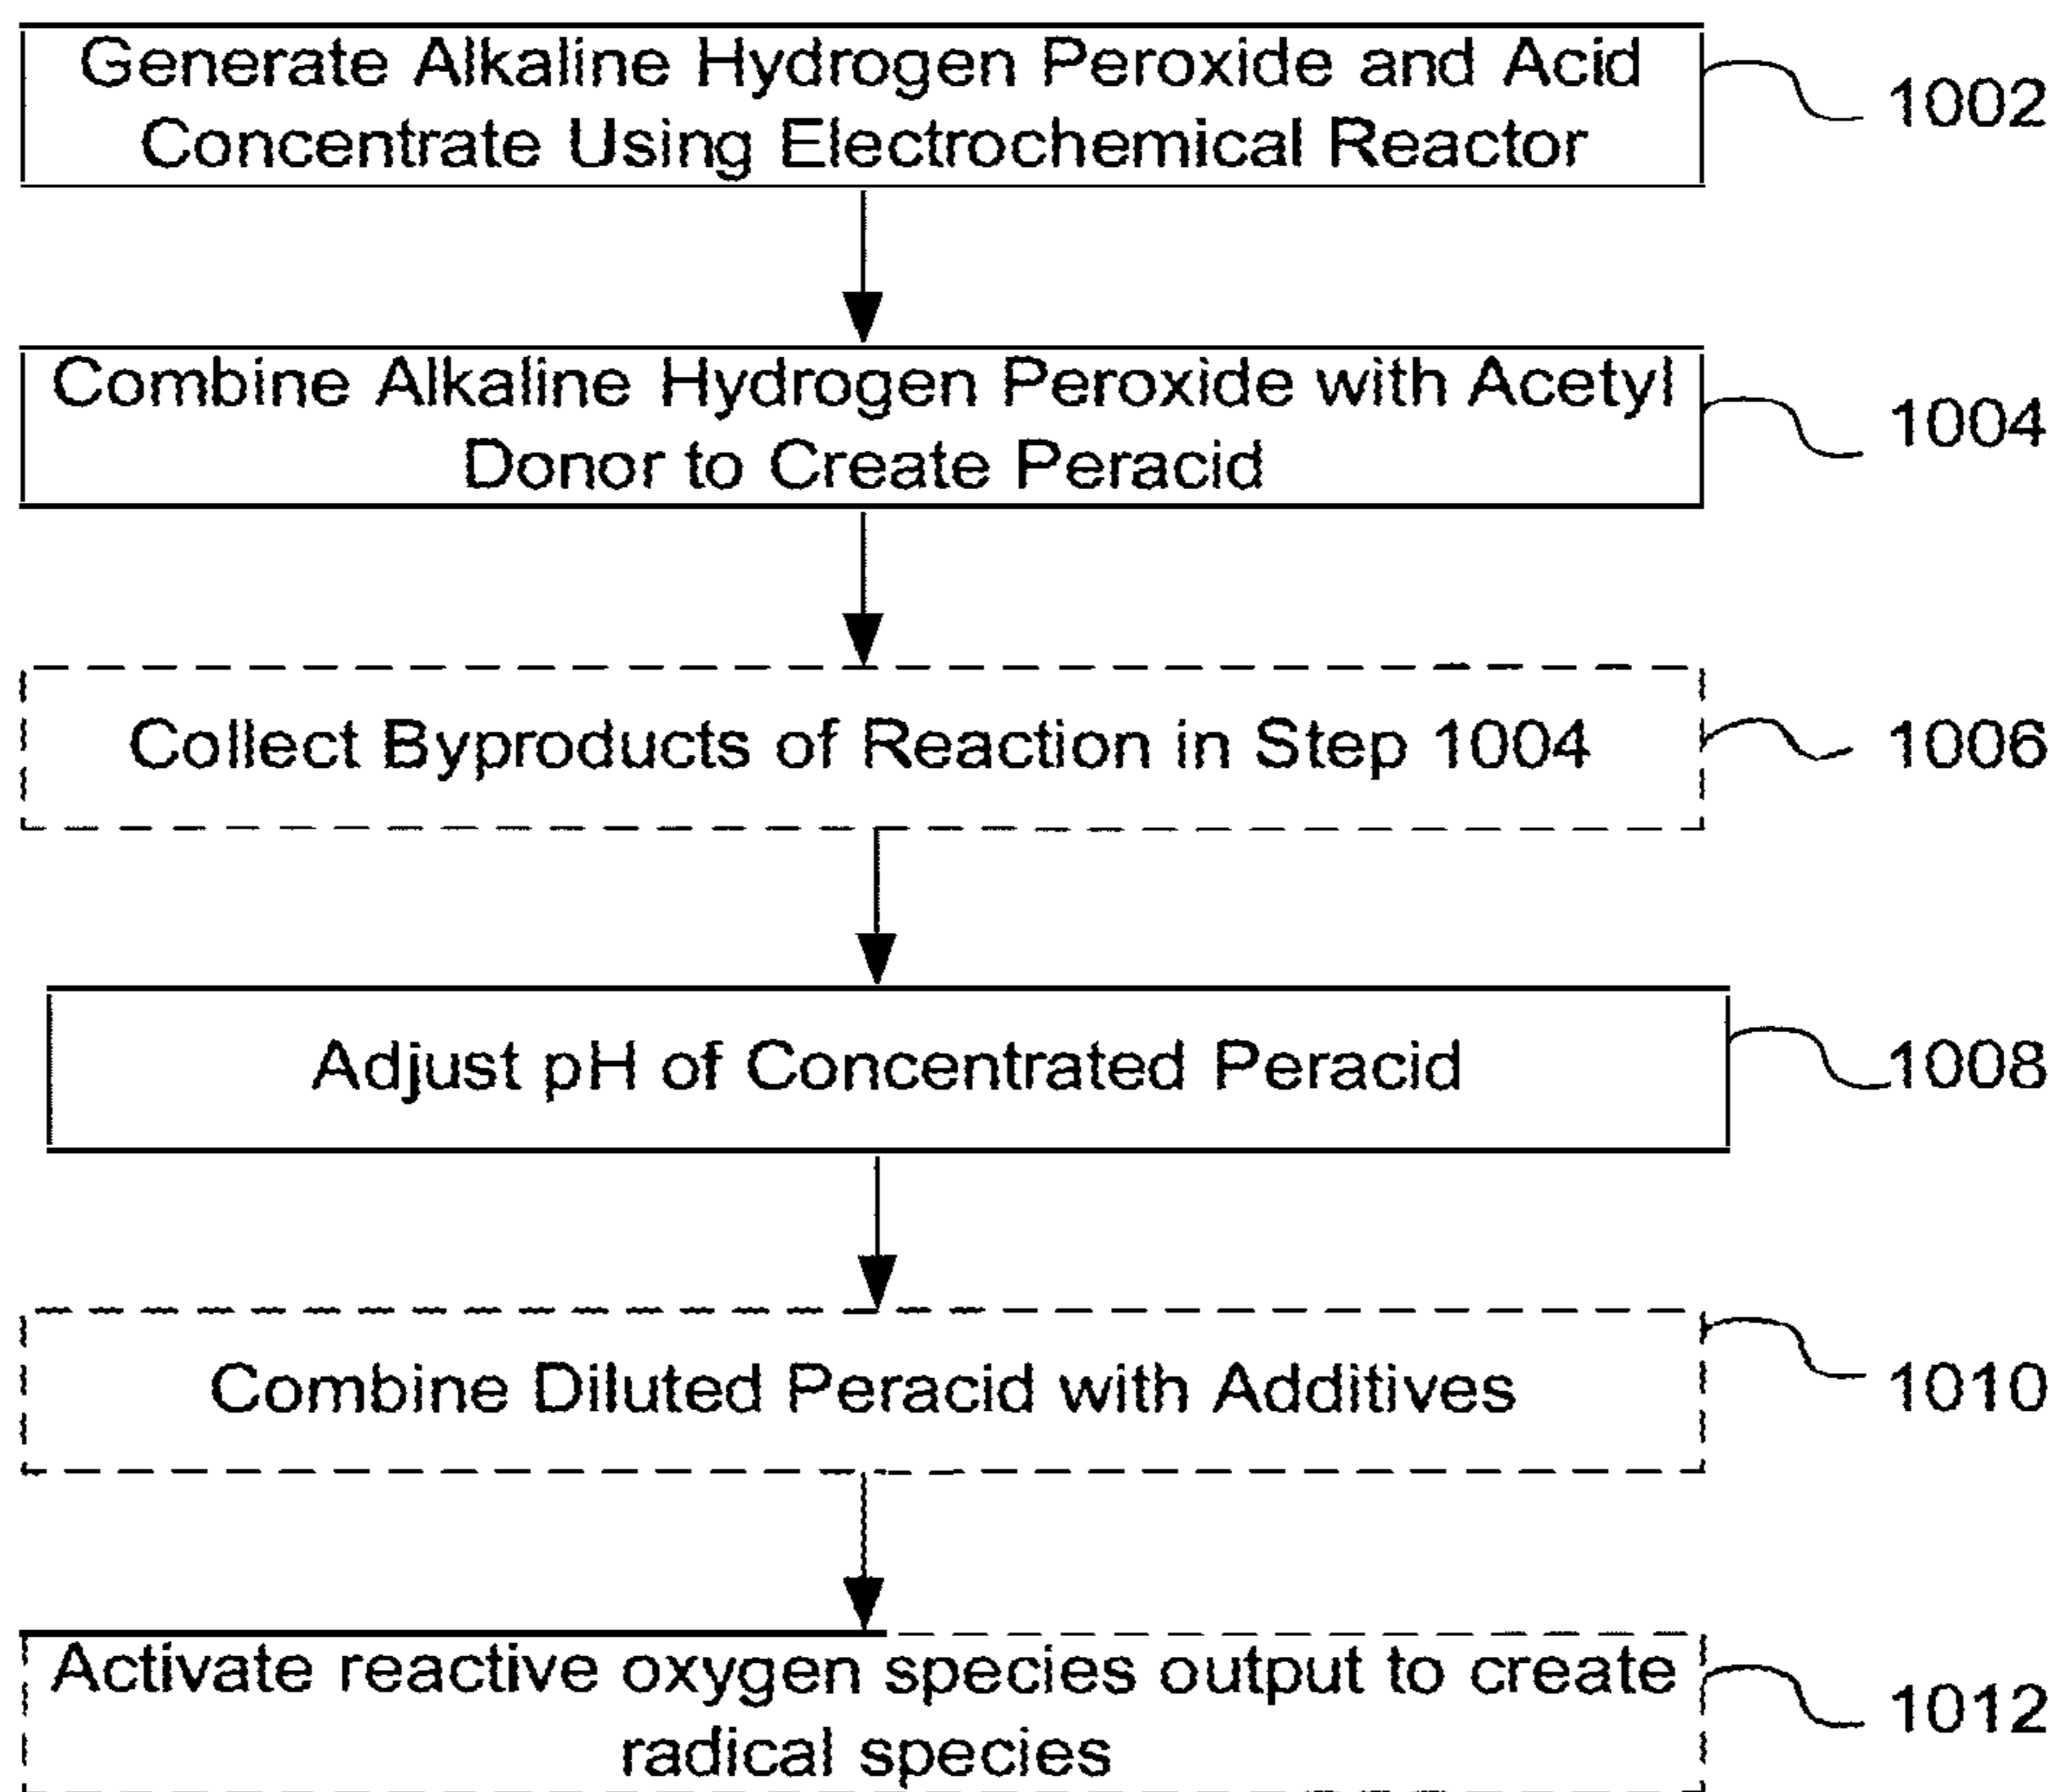 Generate Alkaline Hydrogen Peroxide and Acid
Concentrate Using Electrochemical Reactor
1002
Combine Alkaline Hydrogen Peroxide with Acetyl
Donor to Create Peracid
1004
Collect Byproducts of Reaction in Step 1004
1006
Adjust pH of Concentrated Peracid
1008
Combine Diluted Peracid with Additives
1010
Activate reactive oxygen species output to create
radical species
1012